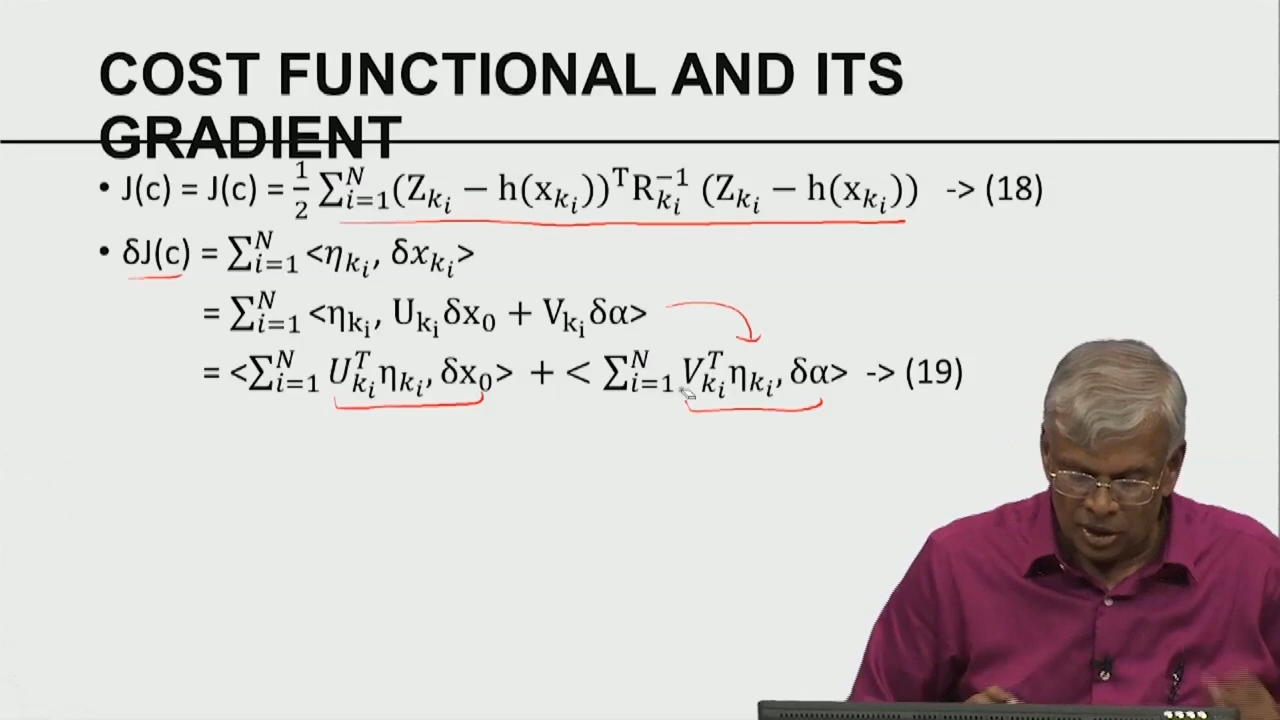 COST FUNCTIONAL AND ITS
GRADIENT
• J(c) = J(c) = \frac{1}{2} ∑_{i=1}^{N}(Z_{k_i} − h(x_{k_i}))^T R_{k_i}^{−1} (Z_{k_i} − h(x_{k_i})) -> (18)
• δJ(c) = ∑_{i=1}^{N} <η_{k_i}, δx_{k_i}>
= ∑_{i=1}^{N} <η_{k_i}, U_{k_i}δx_0 + V_{k_i}δα>
= <∑_{i=1}^{N} U_{k_i}^T η_{k_i}, δx_0> + < ∑_{i=1}^{N} V_{k_i}^T η_{k_i}, δα> -> (19)